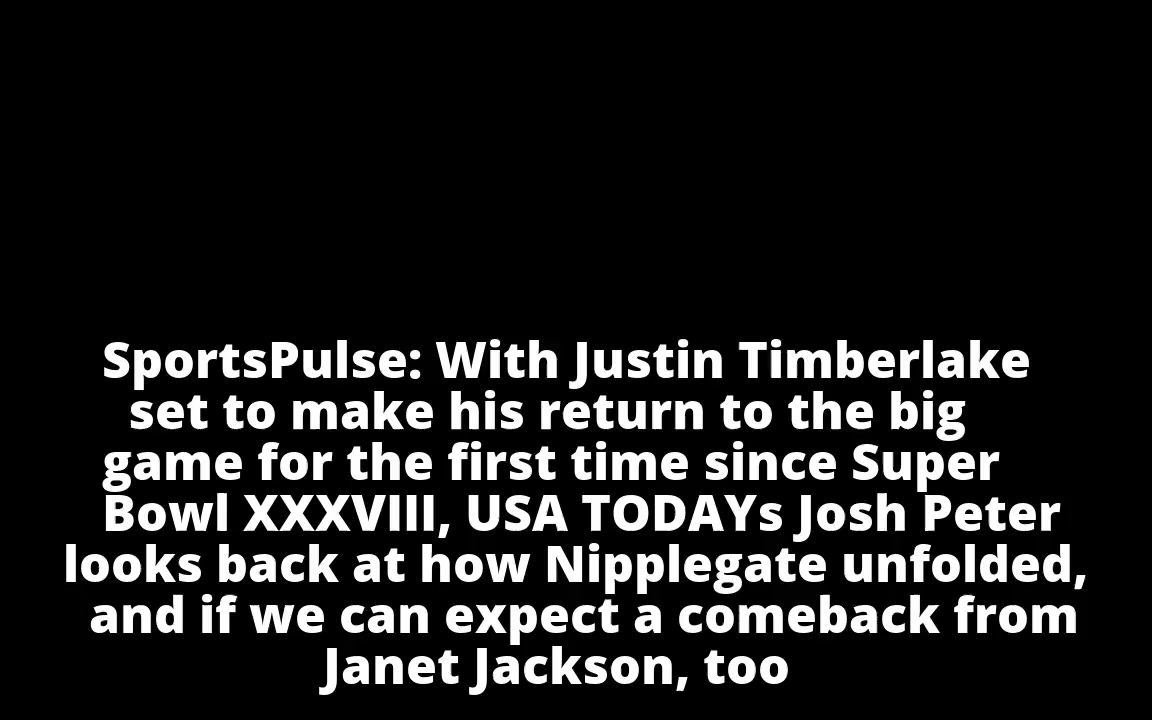 SportsPulse: With Justin Timberlake
set to make his return to the big
game for the first time since Super
Bowl XXXVIII, USA TODAYs Josh Peter
looks back at how Nipplegate unfolded,
and if we can expect a comeback from
Janet Jackson, too